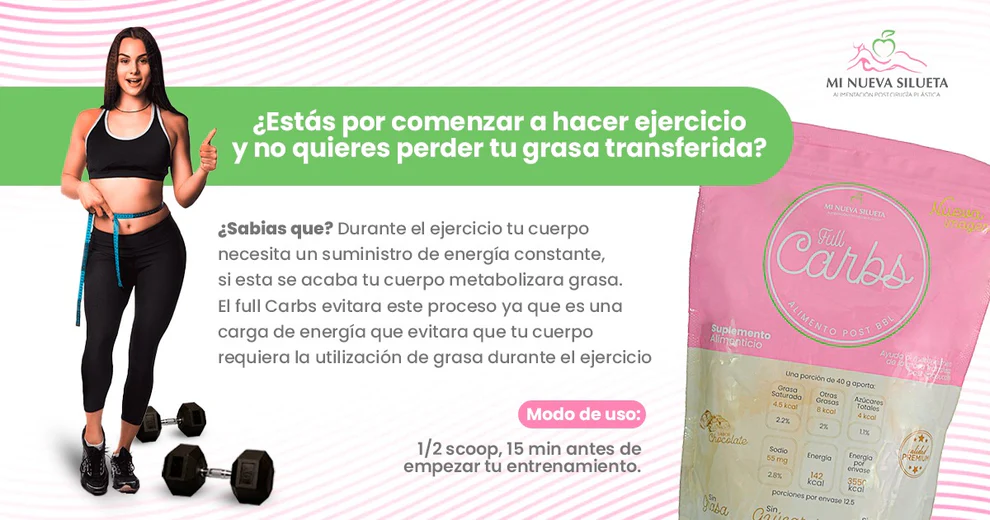 MI NUEVA SILUETA
ALIMENTACIÓN POST CIRUGÍA PLÁSTICA
¿Estás por comenzar a hacer ejercicio
y no quieres perder tu grasa transferida?
¿Sabias que? Durante el ejercicio tu cuerpo
necesita un suministro de energía constante,
si esta se acaba tu cuerpo metabolizara grasa.
El full Carbs evitara este proceso ya que es una
carga de energía que evitara que tu cuerpo
requiera la utilización de grasa durante el ejercicio
Modo de uso:
1/2 scoop, 15 min antes de
empezar tu entrenamiento.
MI NUEVA SILUETA
Full
Carbs
ALIMENTO POST BBL
Suplemento
Alimenticio
Una porción de 40 g aporta:
Grasa Saturada
4.5 kcal
2.2%
Otras Grasas
8 kcal
2%
Azúcares Totales
4 kcal
1.1%
Chocolate
Sodio
55 mg
2.8%
Energía
142 kcal
Energía por envase
3550 kcal
PREMIUM
porciones por envase 12.5
Sin
Grasa
Sin
Sin